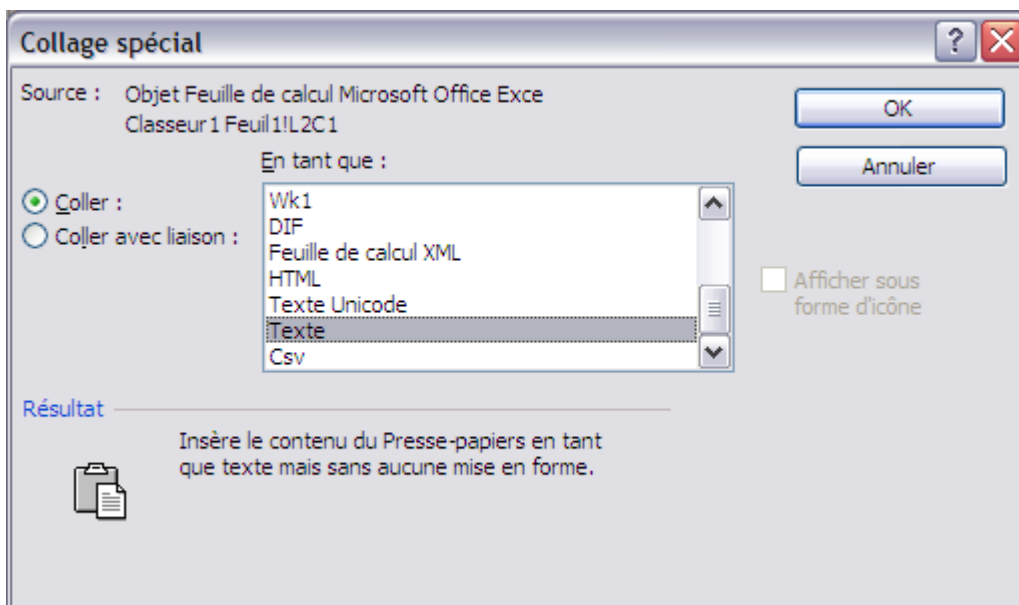 Collage spécial
Source : Objet Feuille de calcul Microsoft Office Exce
Classeur1 Feuil1!L2C1
OK
Annuler
En tant que :
Coller :
Coller avec liaison :
Wk1
DIF
Feuille de calcul XML
HTML
Texte Unicode
Texte
Csv
Afficher sous
forme d'icône
Résultat
Insère le contenu du Presse-papiers en tant
que texte mais sans aucune mise en forme.